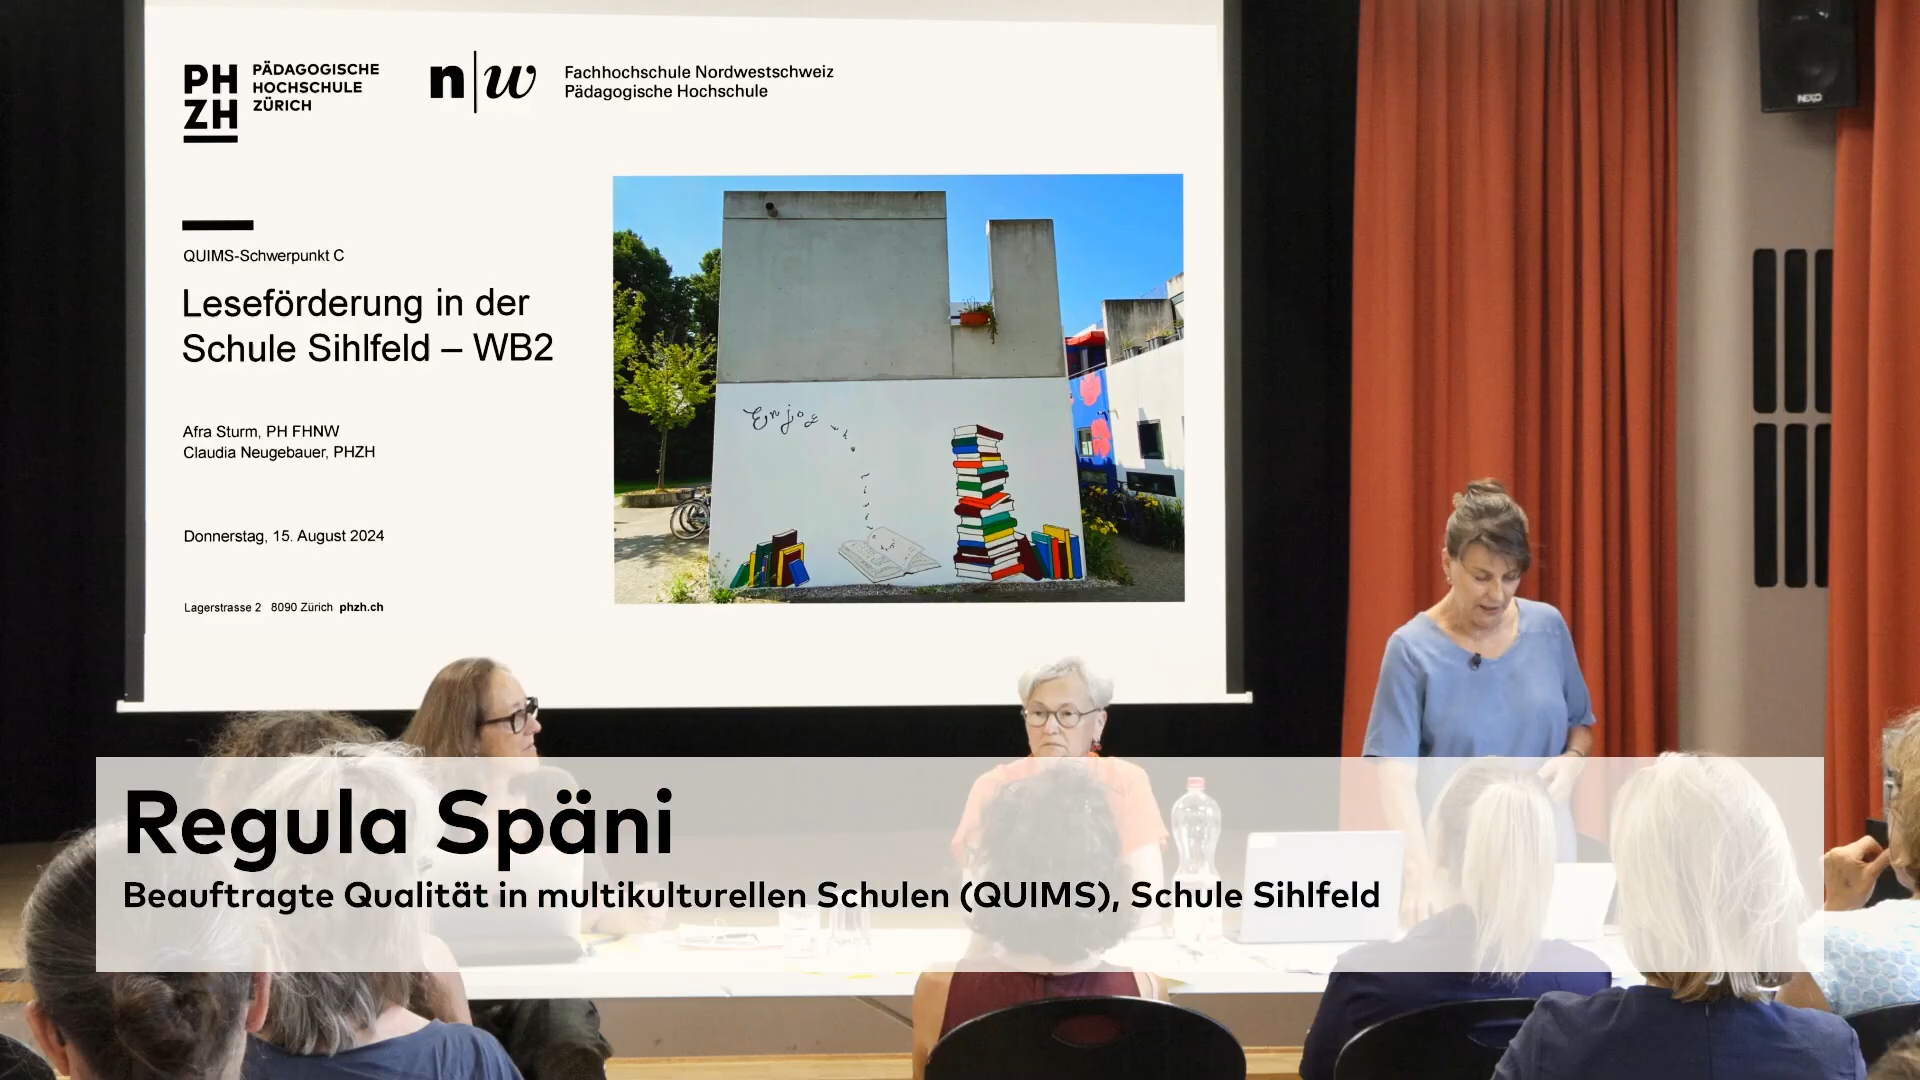 PH
ZH
PÄDAGOGISCHE
HOCHSCHULE
ZÜRICH
n|w
Fachhochschule Nordwestschweiz
Pädagogische Hochschule
QUIMS-Schwerpunkt C
Leseförderung in der
Schule Sihlfeld – WB2
Afra Sturm, PH FHNW
Claudia Neugebauer, PHZH
Donnerstag, 15. August 2024
Lagerstrasse 2 8090 Zürich phzh.ch
Enjoy
NEXO
Regula Späni
Beauftragte Qualität in multikulturellen Schulen (QUIMS), Schule Sihlfeld